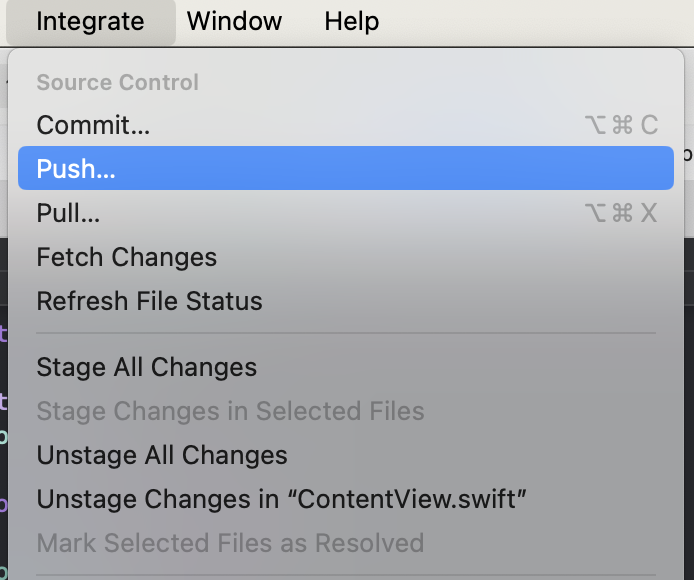 Integrate Window Help
Source Control
Commit... ⌥⌘C
Push...
Pull... ⌥⌘X
Fetch Changes
Refresh File Status
Stage All Changes
Stage Changes in Selected Files
Unstage All Changes
Unstage Changes in “ContentView.swift”
Mark Selected Files as Resolved